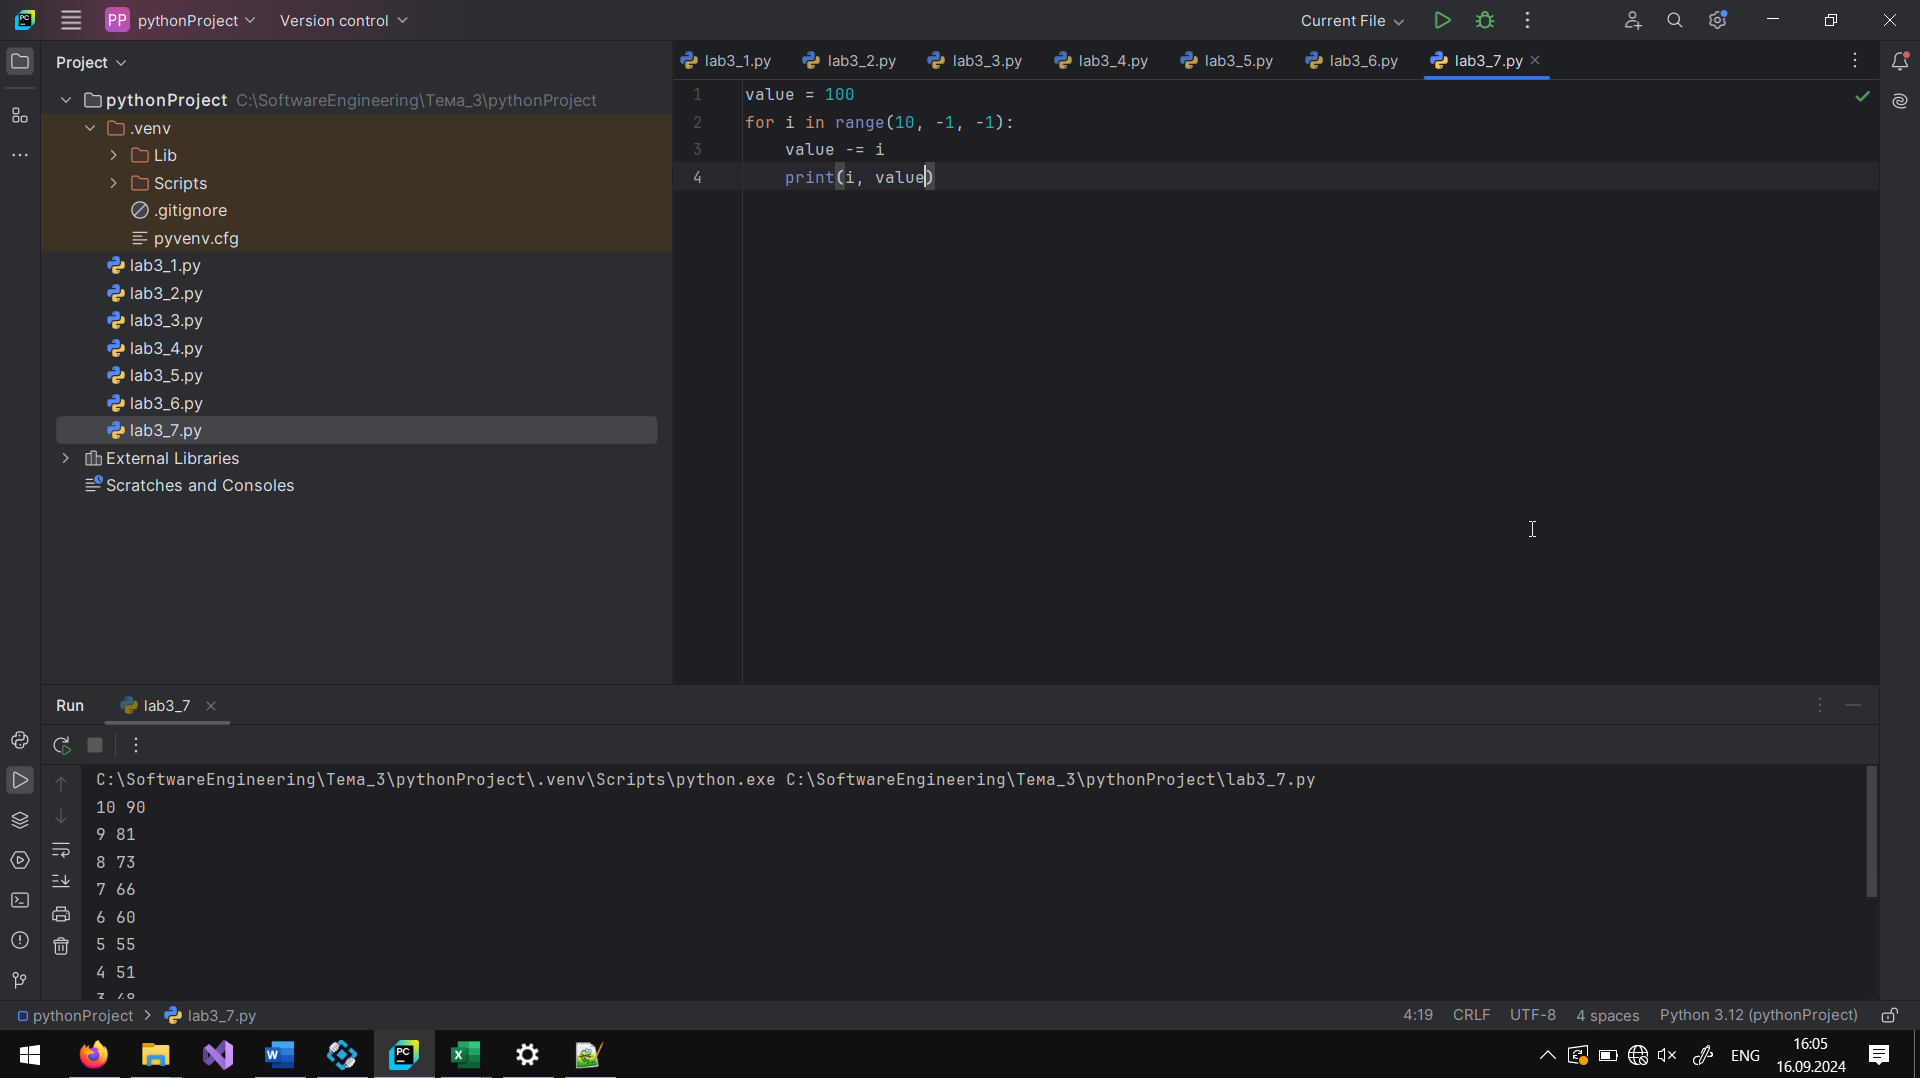 PP pythonProject Version control Current File
Project
lab3_1.py lab3_2.py lab3_3.py lab3_4.py lab3_5.py lab3_6.py lab3_7.py
pythonProject C:\SoftwareEngineering\Тема_3\pythonProject
.venv
Lib
Scripts
.gitignore
pyvenv.cfg
lab3_1.py
lab3_2.py
lab3_3.py
lab3_4.py
lab3_5.py
lab3_6.py
lab3_7.py
External Libraries
Scratches and Consoles
1 value = 100
2 for i in range(10, -1, -1):
3     value -= i
4     print(i, value)
Run lab3_7
C:\SoftwareEngineering\Тема_3\pythonProject\.venv\Scripts\python.exe C:\SoftwareEngineering\Тема_3\pythonProject\lab3_7.py
10 90
9 81
8 73
7 66
6 60
5 55
4 51
3 48
pythonProject > lab3_7.py 4:19 CRLF UTF-8 4 spaces Python 3.12 (pythonProject)
ENG
16:05
16.09.2024